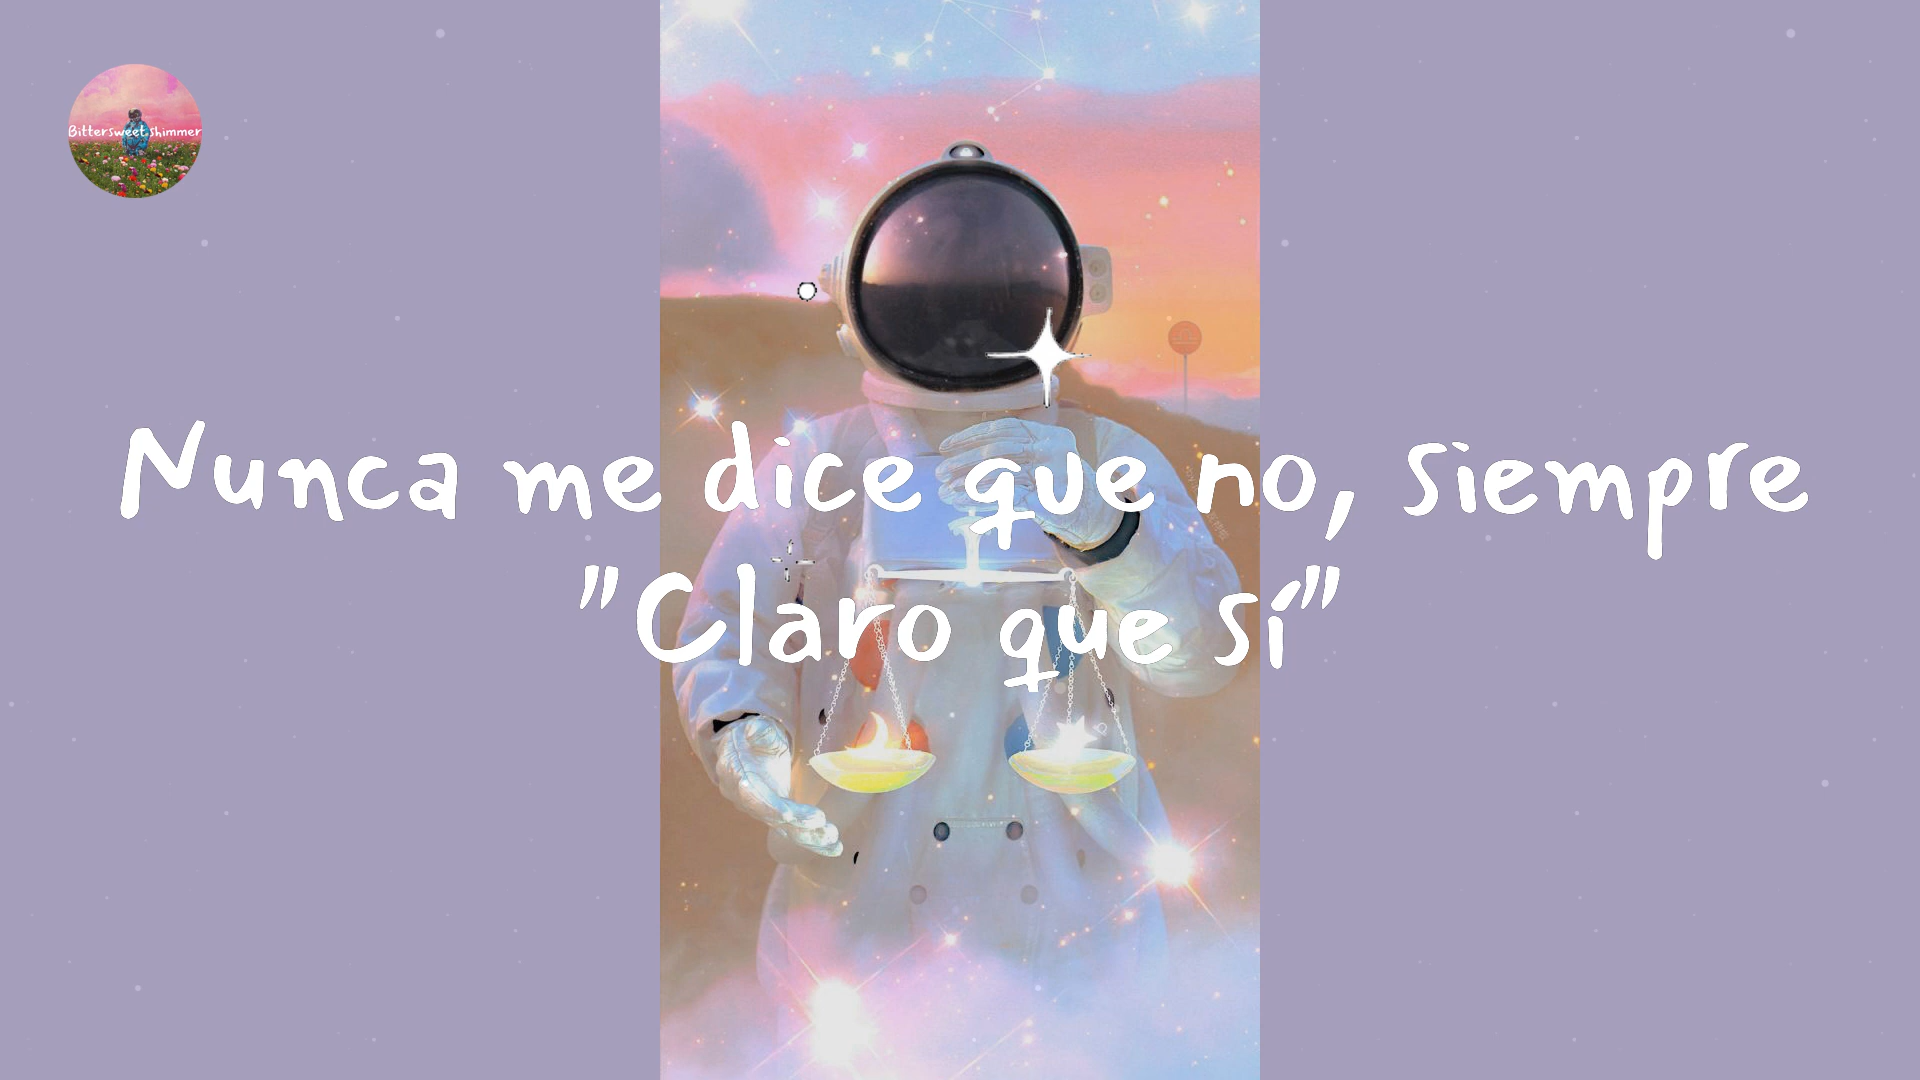 Bittersweet shimmer
Nunca me dice que no, siempre
"Claro que sí"